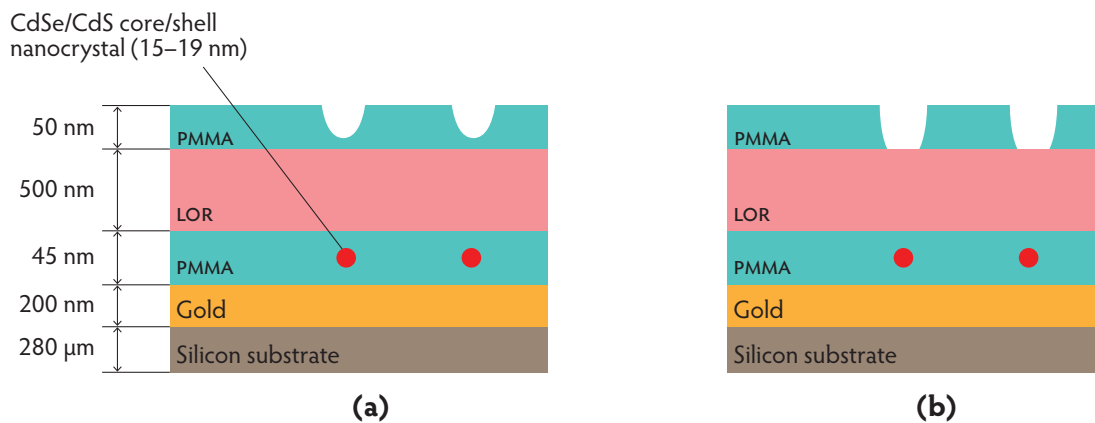 CdSe/CdS core/shell
nanocrystal (15–19 nm)
50 nm
PMMA
500 nm
LOR
45 nm
PMMA
200 nm
Gold
280 μm
Silicon substrate
(a)
PMMA
LOR
PMMA
Gold
Silicon substrate
(b)